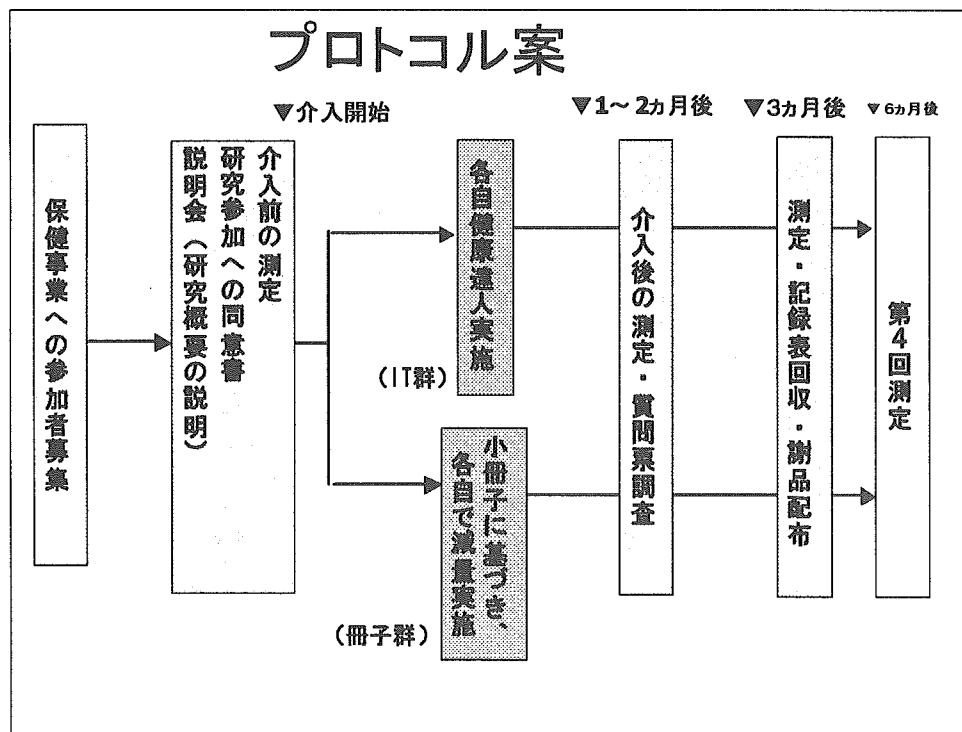 プロトコル案
▼介入開始
▼1〜2カ月後
▼3カ月後
▼6カ月後
保健事業への参加者募集
介入前の測定
研究参加への同意書
説明会（研究概要の説明）
各自健康達人実施
（IT群）
小冊子に基づき、
各自で減量実施
（冊子群）
介入後の測定・質問票調査
測定・記録表回収・謝品配布
第4回測定